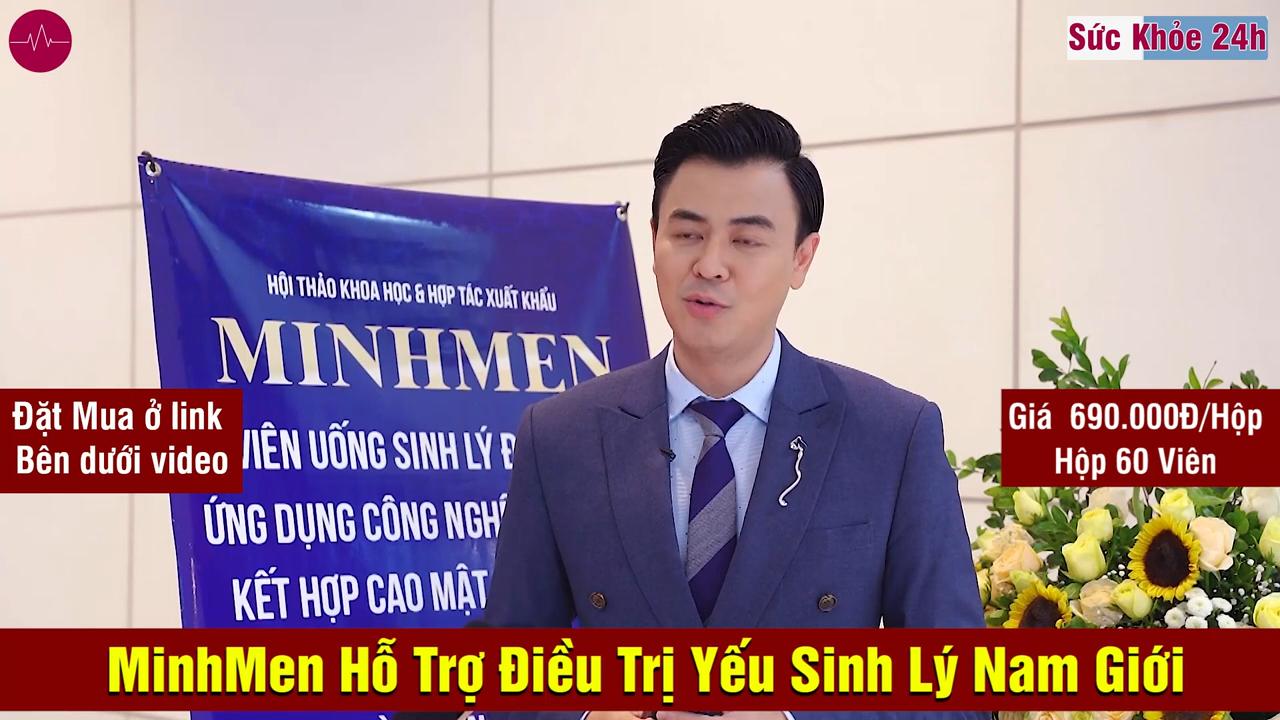 Sức Khỏe 24h
HỘI THẢO KHOA HỌC & HỢP TÁC XUẤT KHẨU
MINHMEN
VIÊN UỐNG SINH LÝ
ỨNG DỤNG CÔNG
KẾT HỢP CAO MẬT
Đặt Mua ở link
Bên dưới video
Giá 690.000Đ/Hộp
Hộp 60 Viên
MinhMen Hỗ Trợ Điều Trị Yếu Sinh Lý Nam Giới